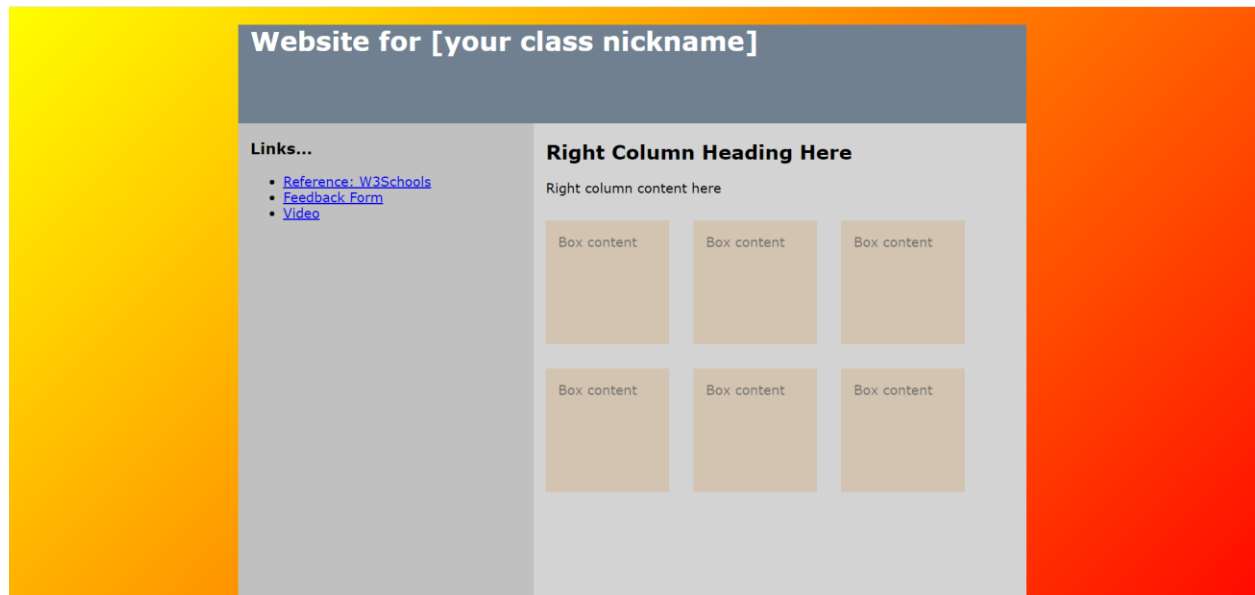 Website for [your class nickname]
Links...
Reference: W3Schools
Feedback Form
Video
Right Column Heading Here
Right column content here
Box content
Box content
Box content
Box content
Box content
Box content